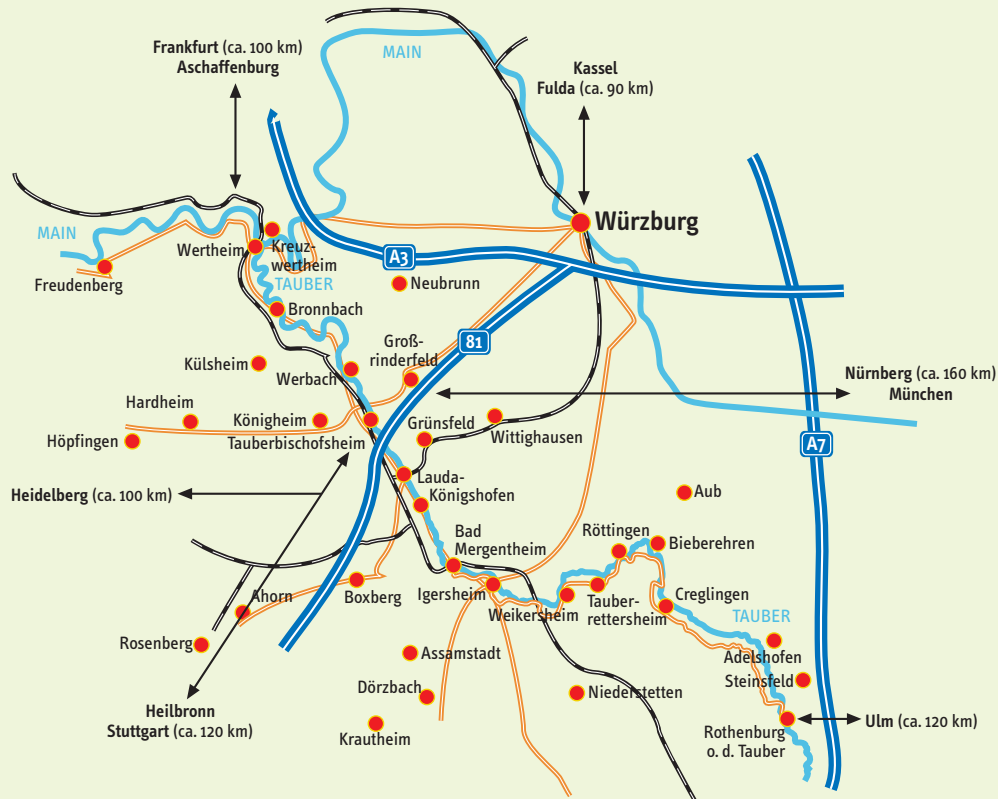 Frankfurt (ca. 100 km)
Aschaffenburg
MAIN
Kassel
Fulda (ca. 90 km)
Würzburg
MAIN
Wertheim
Kreuz-
wertheim
A3
TAUBER
Freudenberg
Neubrunn
Bronnbach
81
Groß-
rinderfeld
Külsheim
Werbach
Nürnberg (ca. 160 km)
München
Hardheim
Königheim
Grünsfeld
Höpfingen
Tauberbischofsheim
Wittighausen
A7
Lauda-
Königshofen
Heidelberg (ca. 100 km)
Aub
Bad
Mergentheim
Röttingen
Bieberehren
Boxberg
Igersheim
Ahorn
Weikersheim
Tauber-
rettersheim
Creglingen
TAUBER
Rosenberg
Assamstadt
Adelshofen
Steinsfeld
Dörzbach
Niederstetten
Heilbronn
Stuttgart (ca. 120 km)
Krautheim
Rothenburg
o. d. Tauber
Ulm (ca. 120 km)